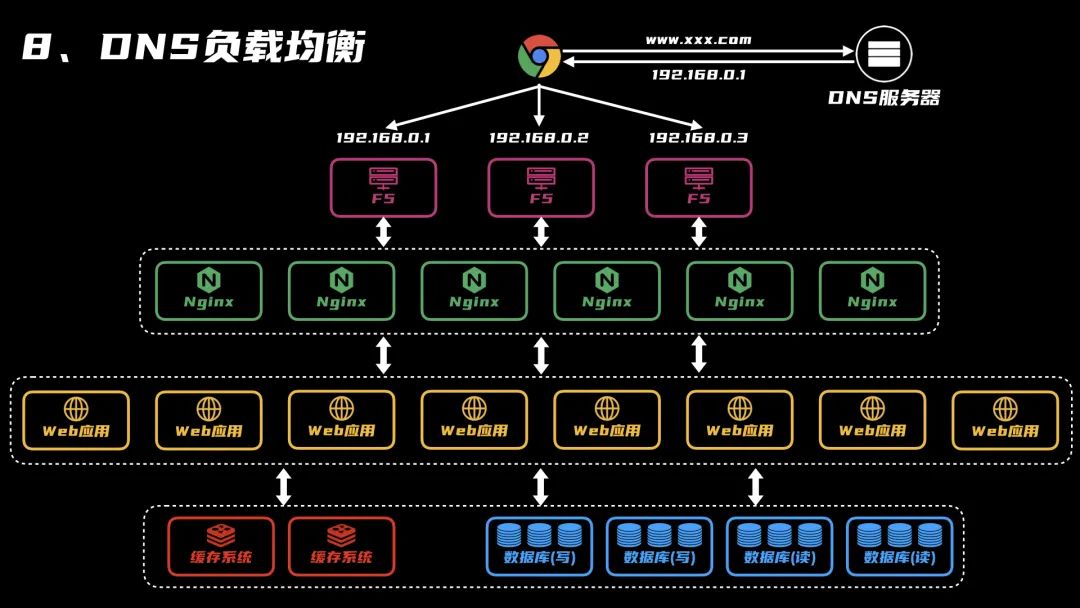 8、DNS负载均衡
www.xxx.com
192.168.0.1
DNS服务器
192.168.0.1 192.168.0.2 192.168.0.3
F5 F5 F5
Nginx Nginx Nginx Nginx Nginx Nginx
Web应用 Web应用 Web应用 Web应用 Web应用 Web应用 Web应用 Web应用
缓存系统 缓存系统 数据库(写) 数据库(写) 数据库(读) 数据库(读)